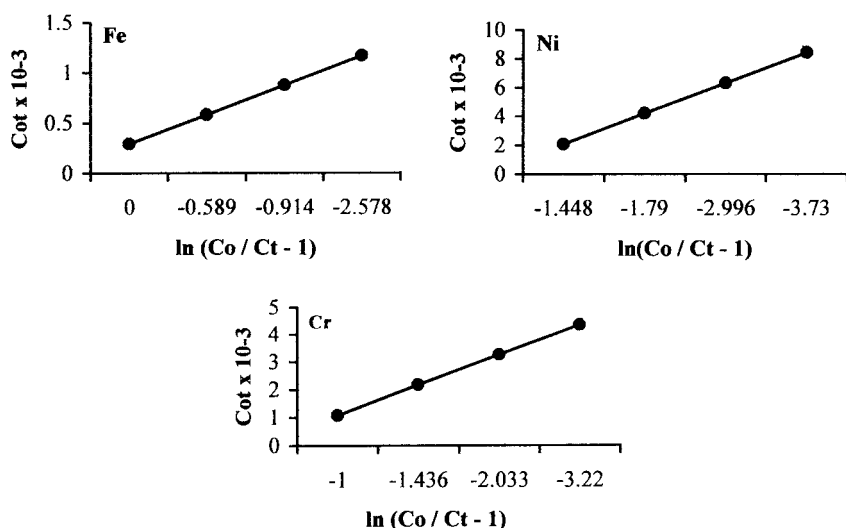 Fe
Cot x 10-3
1.5
1
0.5
0
0 -0.589 -0.914 -2.578
ln (Co / Ct - 1)
Ni
Cot x 10-3
10
8
6
4
2
0
-1.448 -1.79 -2.996 -3.73
ln(Co / Ct - 1)
Cr
Cot x 10-3
5
4
3
2
1
0
-1 -1.436 -2.033 -3.22
ln (Co / Ct - 1)